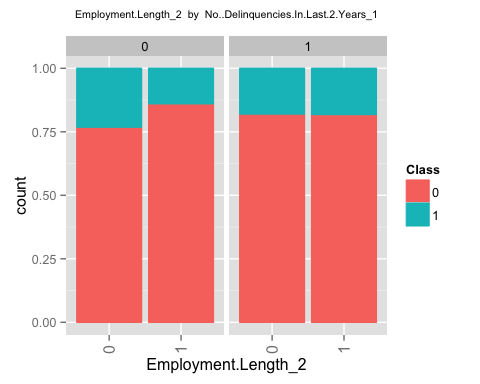 Employment.Length_2 by No..Delinquencies.In.Last.2.Years_1
0 1
1.00
0.75
0.50
0.25
0.00
count
0 1 0 1
Employment.Length_2
Class
0
1